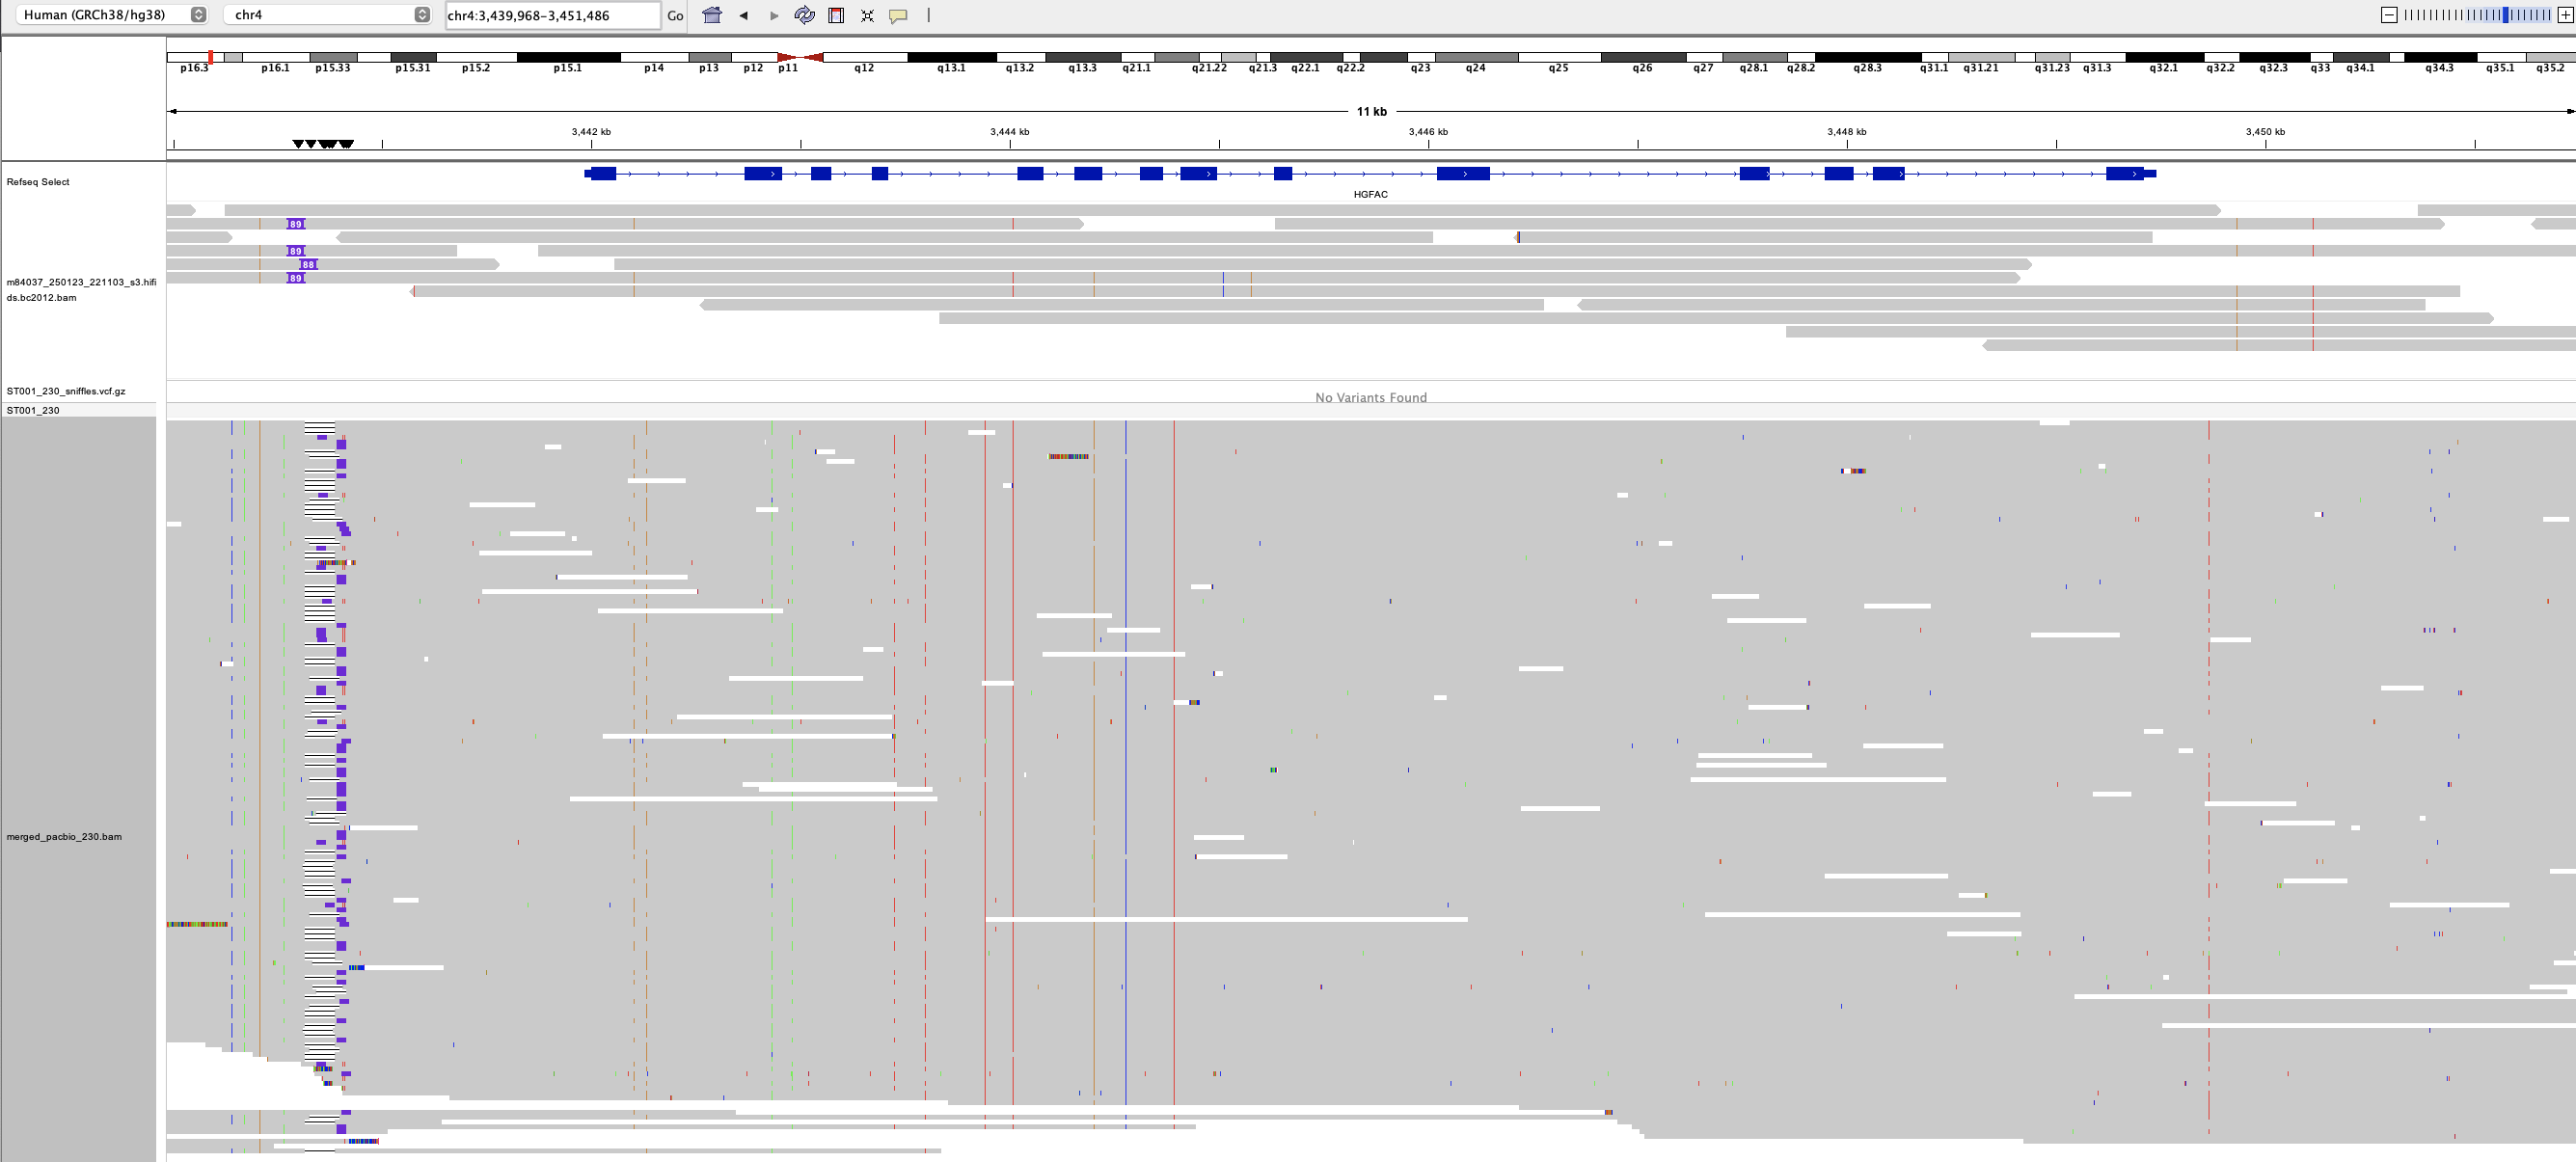 Human (GRCh38/hg38) chr4 chr4:3,439,968-3,451,486 Go
p16.3 p16.1 p15.33 p15.31 p15.2 p15.1 p14 p13 p12 p11 q12 q13.1 q13.2 q13.3 q21.1 q21.22 q21.3 q22.1 q22.2 q23 q24 q25 q26 q27 q28.1 q28.2 q28.3 q31.1 q31.21 q31.23 q31.3 q32.1 q32.2 q32.3 q33 q34.1 q34.3 q35.1 q35.2
11 kb
3,442 kb 3,444 kb 3,446 kb 3,448 kb 3,450 kb
Refseq Select
HGFAC
89
89
88
89
m84037_250123_221103_s3.hifi
ds.bc2012.bam
ST001_230_sniffles.vcf.gz
No Variants Found
ST001_230
merged_pacbio_230.bam